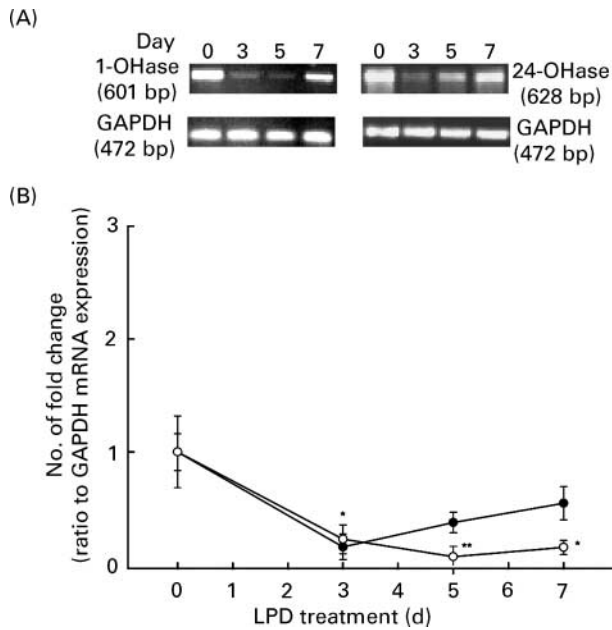 (A)
Day
0 3 5 7
0 3 5 7
1-OHase
(601 bp)
24-OHase
(628 bp)
GAPDH
(472 bp)
GAPDH
(472 bp)
(B)
No. of fold change
(ratio to GAPDH mRNA expression)
3
2
1
0
*
**
*
0 1 2 3 4 5 6 7
LPD treatment (d)